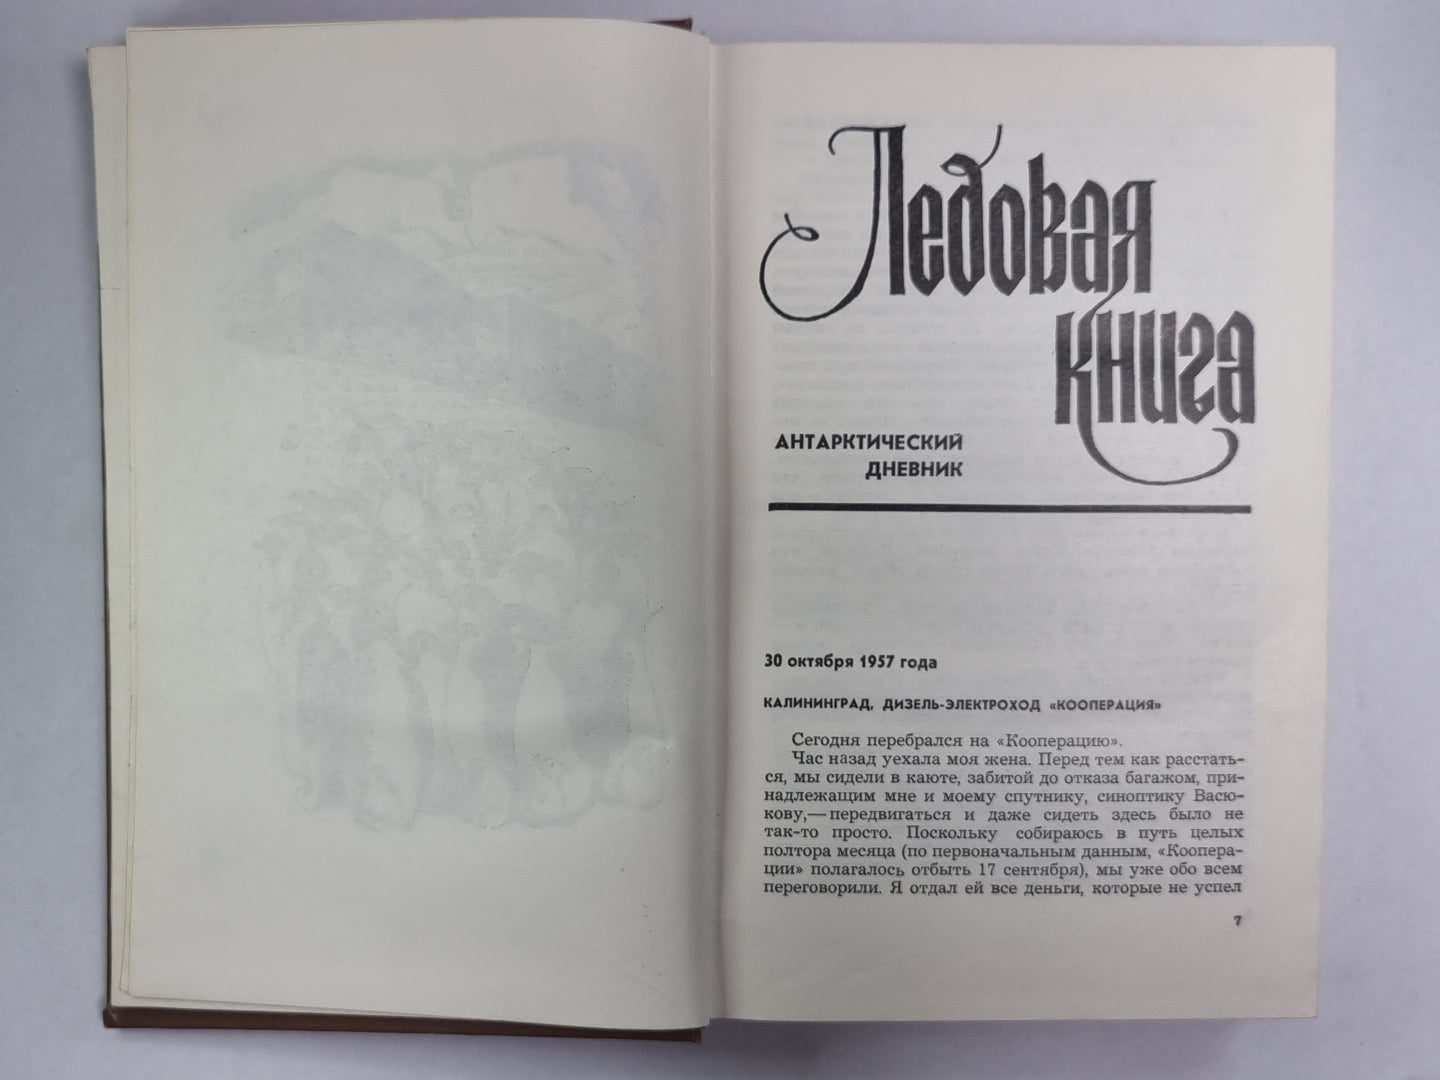 Ледовая
книга
АНТАРКТИЧЕСКИЙ
ДНЕВНИК
30 октября 1957 года
КАЛИНИНГРАД, ДИЗЕЛЬ-ЭЛЕКТРОХОД «КООПЕРАЦИЯ»
Сегодня перебрался на «Кооперацию».
Час назад уехала моя жена. Перед тем как расстать-
ся, мы сидели в каюте, забитой до отказа багажом, при-
надлежащим мне и моему спутнику, синоптику Васю-
кову,— передвигаться и даже сидеть здесь было не
так-то просто. Поскольку собираюсь в путь целых
полтора месяца (по первоначальным данным, «Коопера-
ции» полагалось отбыть 17 сентября), мы уже обо всем
переговорили. Я отдал ей все деньги, которые не успел
7